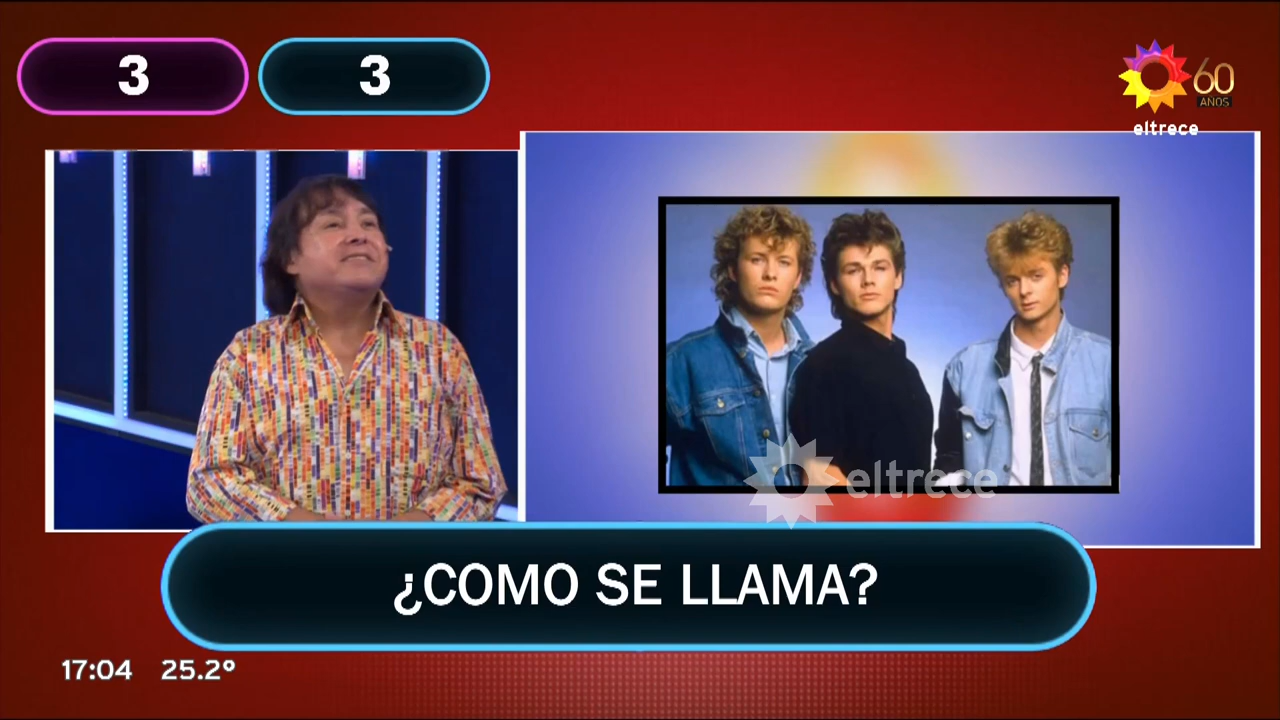 3
3
60
AÑOS
eltrece
eltrece
¿COMO SE LLAMA?
17:04 25.2°